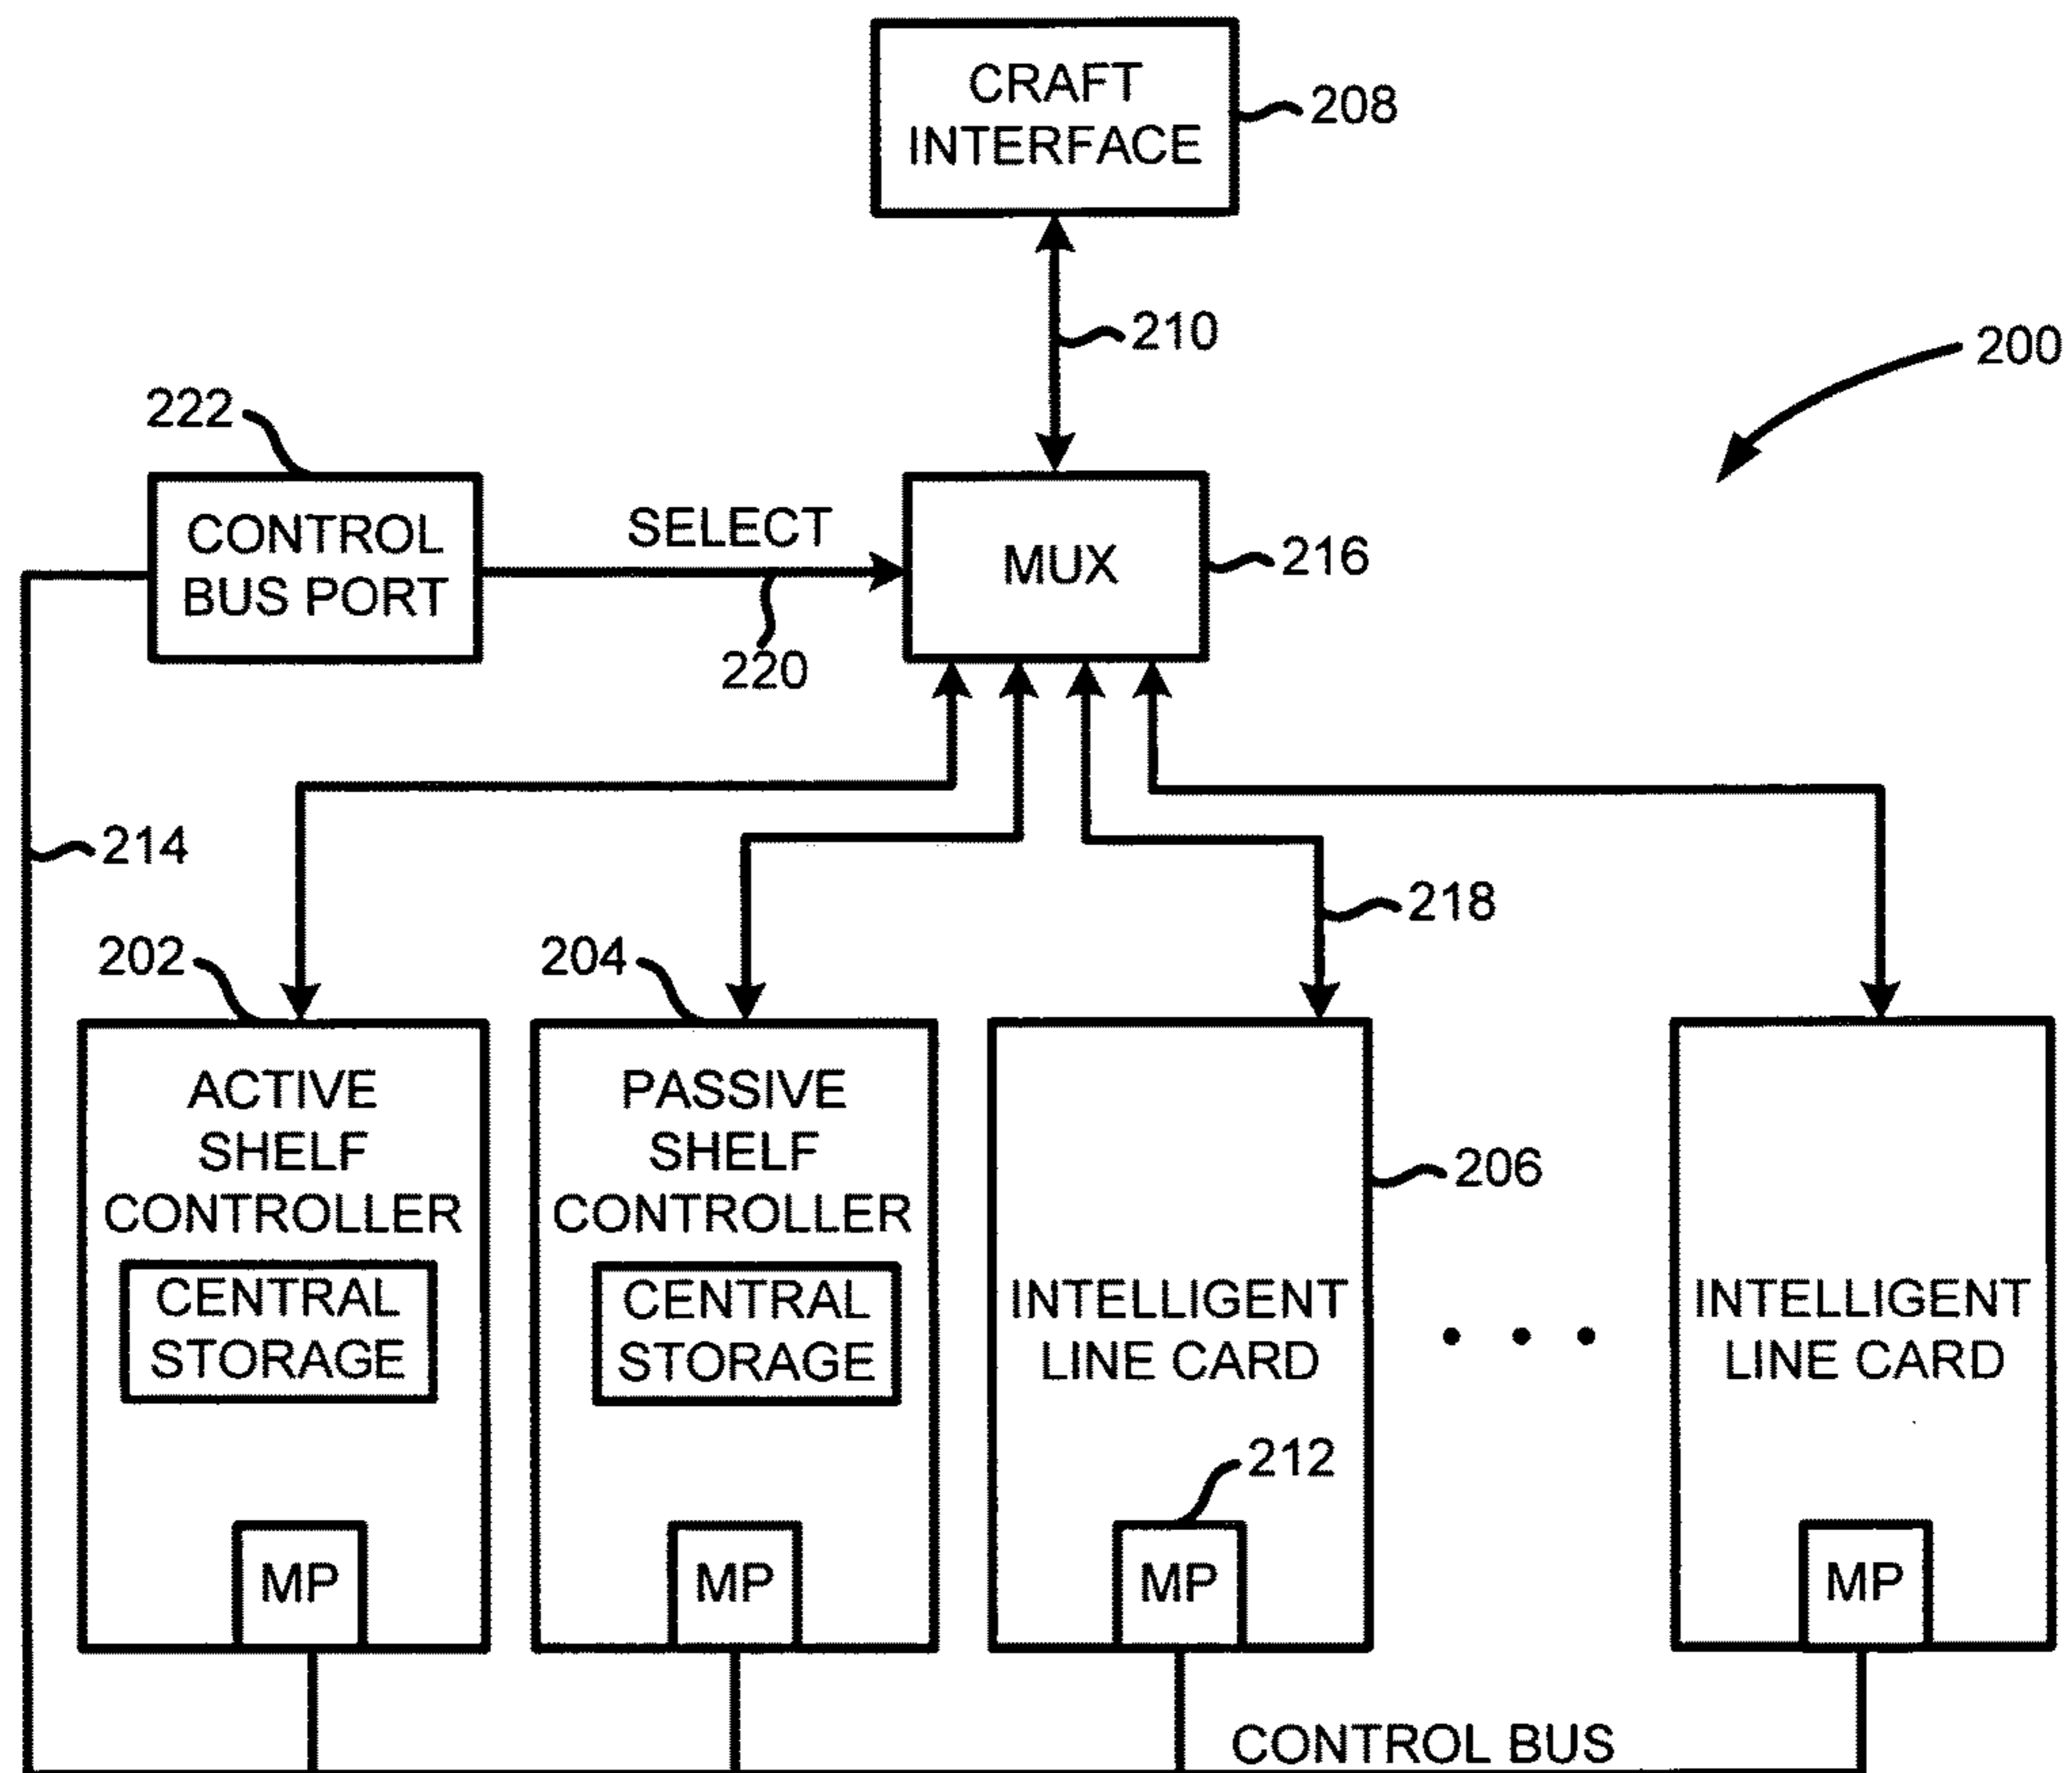 CRAFT
INTERFACE
208
210
200
222
CONTROL
BUS PORT
SELECT
220
MUX
216
214
218
202
204
ACTIVE
SHELF
CONTROLLER
CENTRAL
STORAGE
MP
PASSIVE
SHELF
CONTROLLER
CENTRAL
STORAGE
MP
206
INTELLIGENT
LINE CARD
212
MP
INTELLIGENT
LINE CARD
MP
CONTROL BUS